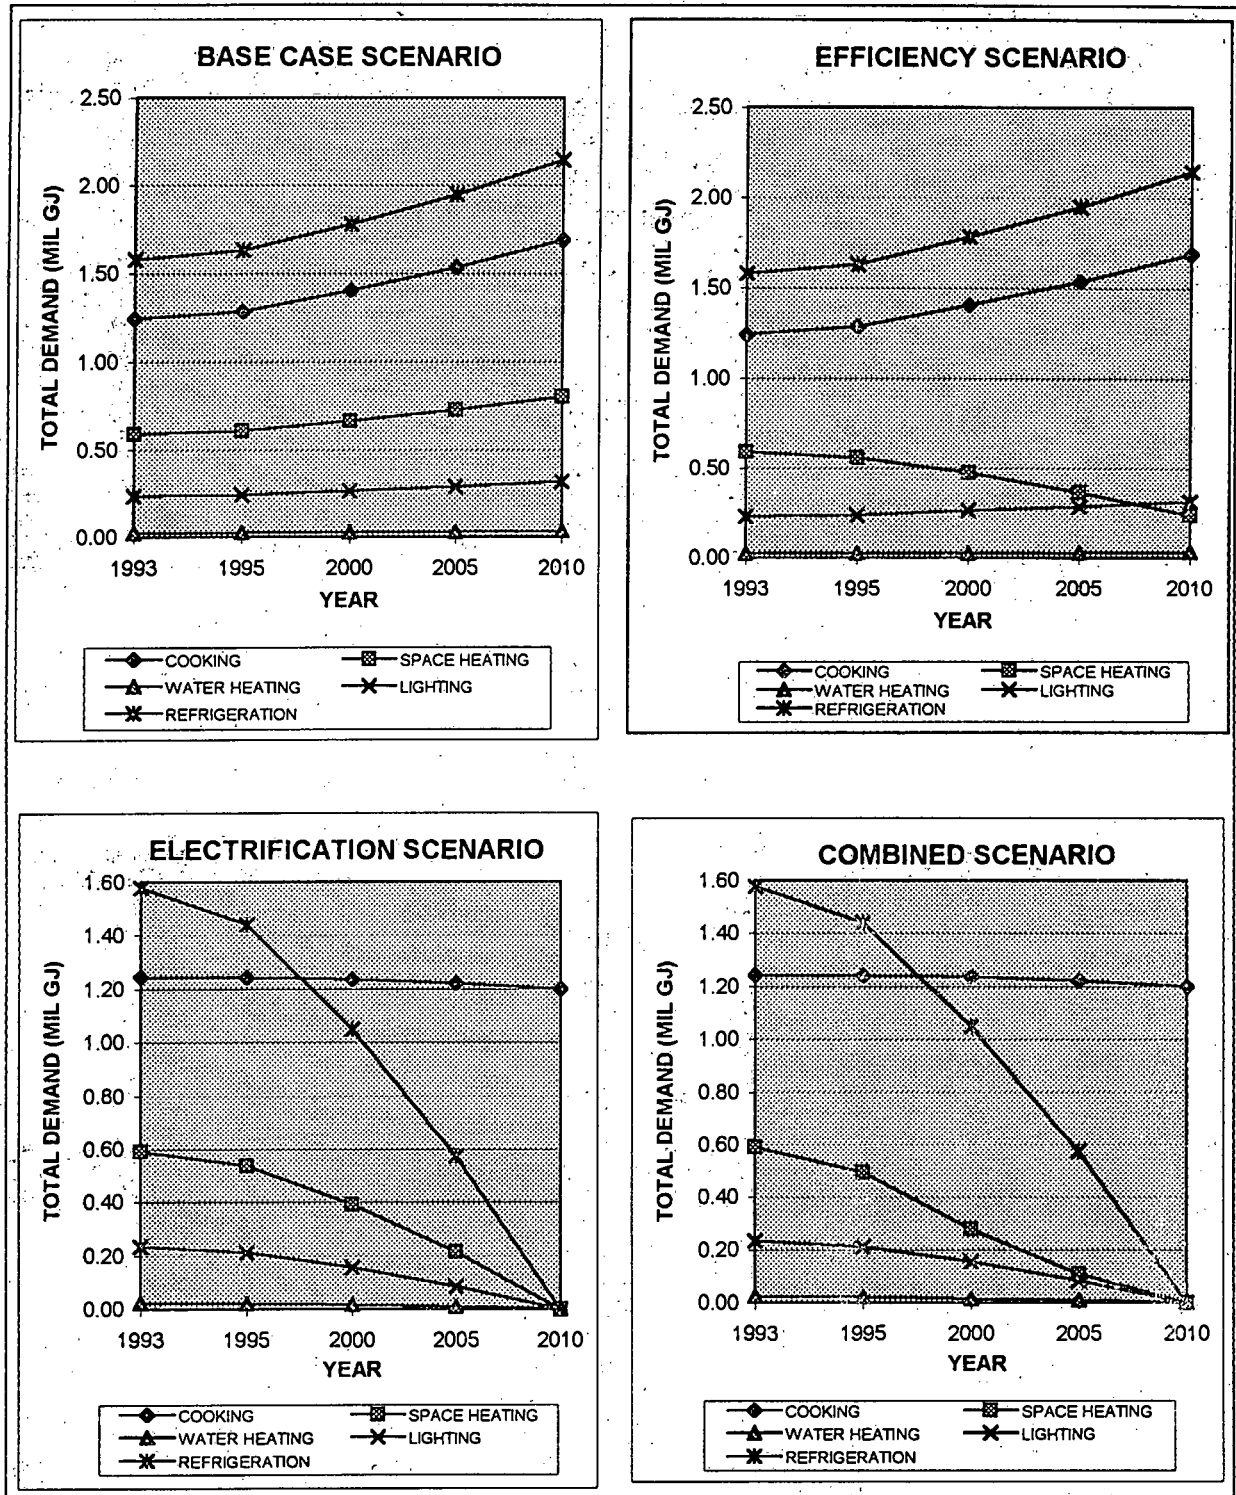 BASE CASE SCENARIO
TOTAL DEMAND (MIL GJ)
2.50
2.00
1.50
1.00
0.50
0.00
1993 1995 2000 2005 2010
YEAR
COOKING SPACE HEATING
WATER HEATING LIGHTING
REFRIGERATION
EFFICIENCY SCENARIO
TOTAL DEMAND (MIL GJ)
2.50
2.00
1.50
1.00
0.50
0.00
1993 1995 2000 2005 2010
YEAR
COOKING SPACE HEATING
WATER HEATING LIGHTING
REFRIGERATION
ELECTRIFICATION SCENARIO
TOTAL DEMAND (MIL GJ)
1.60
1.40
1.20
1.00
0.80
0.60
0.40
0.20
0.00
1993 1995 2000 2005 2010
YEAR
COOKING SPACE HEATING
WATER HEATING LIGHTING
REFRIGERATION
COMBINED SCENARIO
TOTAL DEMAND (MIL GJ)
1.60
1.40
1.20
1.00
0.80
0.60
0.40
0.20
0.00
1993 1995 2000 2005 2010
YEAR
COOKING SPACE HEATING
WATER HEATING LIGHTING
REFRIGERATION